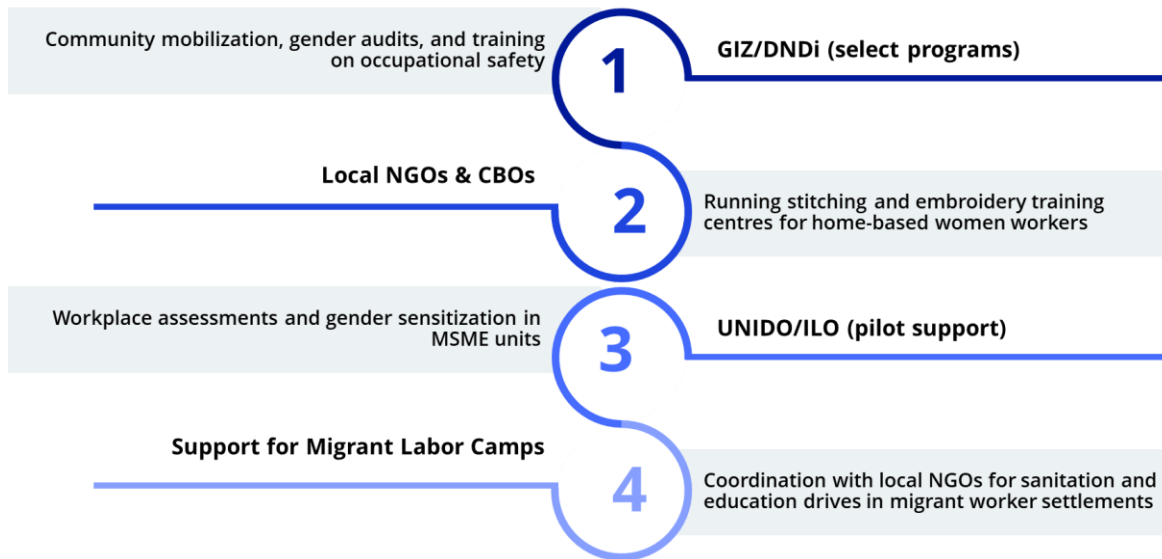 Community mobilization, gender audits, and training
on occupational safety
1
GIZ/DNDi (select programs)
Local NGOs & CBOs
2
Running stitching and embroidery training
centres for home-based women workers
Workplace assessments and gender sensitization in
MSME units
3
UNIDO/ILO (pilot support)
Support for Migrant Labor Camps
4
Coordination with local NGOs for sanitation and
education drives in migrant worker settlements